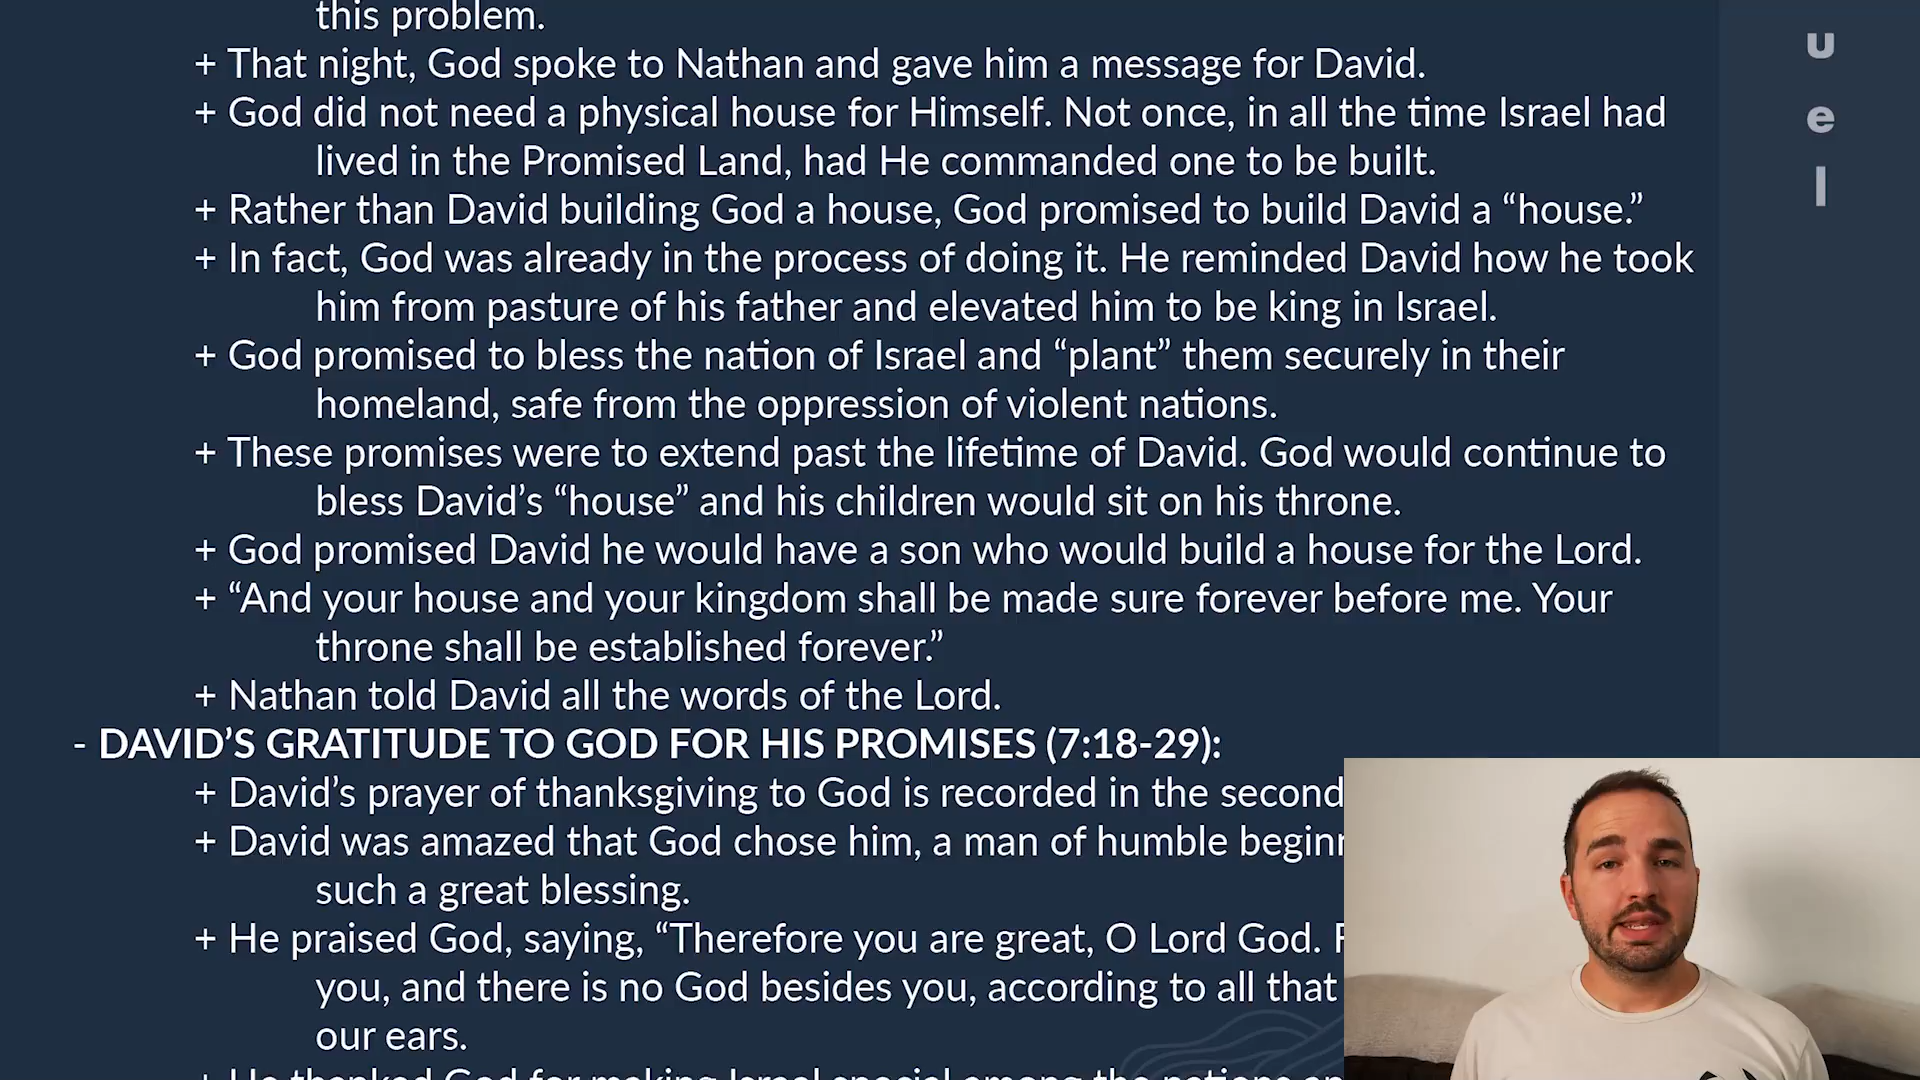 this problem.
+ That night, God spoke to Nathan and gave him a message for David.
+ God did not need a physical house for Himself. Not once, in all the time Israel had
lived in the Promised Land, had He commanded one to be built.
+ Rather than David building God a house, God promised to build David a “house.”
+ In fact, God was already in the process of doing it. He reminded David how he took
him from pasture of his father and elevated him to be king in Israel.
+ God promised to bless the nation of Israel and “plant” them securely in their
homeland, safe from the oppression of violent nations.
+ These promises were to extend past the lifetime of David. God would continue to
bless David’s “house” and his children would sit on his throne.
+ God promised David he would have a son who would build a house for the Lord.
+ “And your house and your kingdom shall be made sure forever before me. Your
throne shall be established forever.”
+ Nathan told David all the words of the Lord.
- DAVID’S GRATITUDE TO GOD FOR HIS PROMISES (7:18-29):
+ David’s prayer of thanksgiving to God is recorded in the second
+ David was amazed that God chose him, a man of humble
such a great blessing.
+ He praised God, saying, “Therefore you are great, O Lord God.
you, and there is no God besides you, according to all that
our ears.
+ He thanked God for making Israel special among the nations
u
e
l